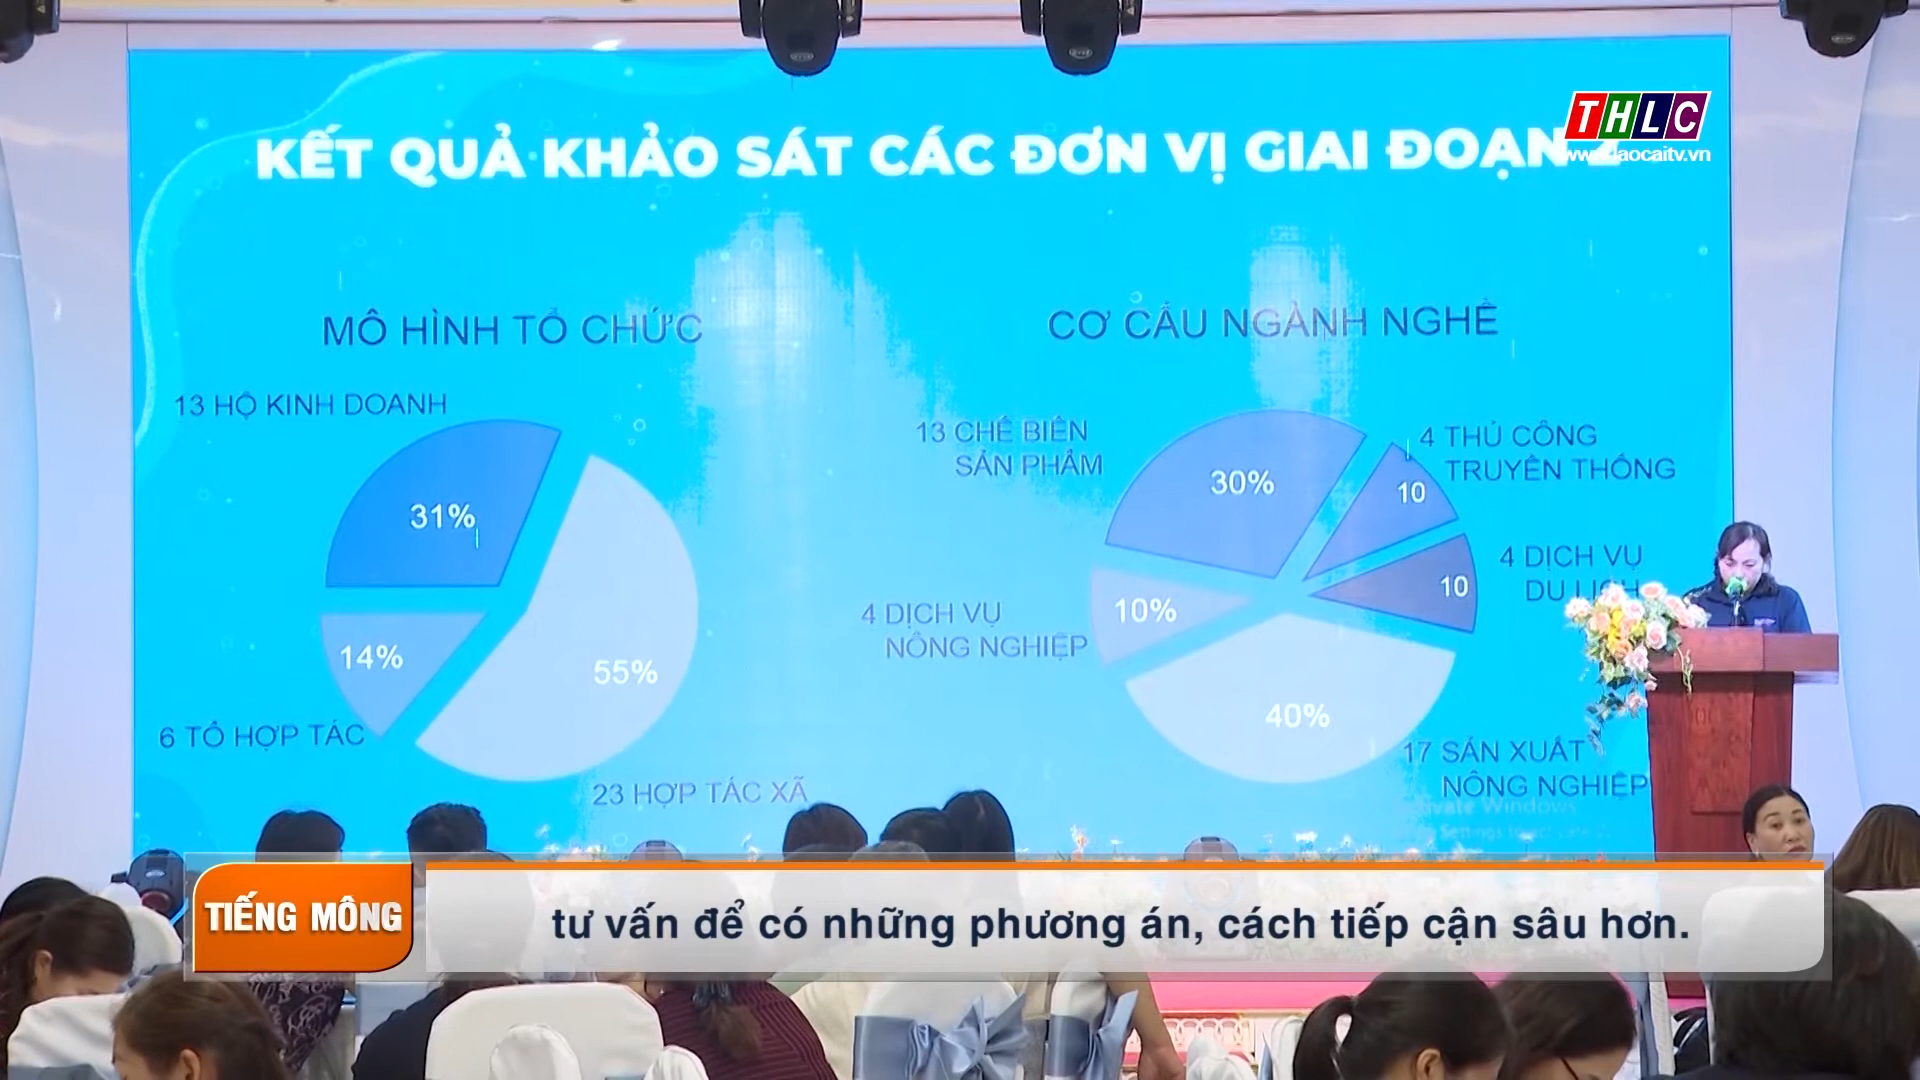 THLC
www.laocaitv.vn
KẾT QUẢ KHẢO SÁT CÁC ĐƠN VỊ GIAI ĐOẠN 2
MÔ HÌNH TỔ CHỨC
13 HỘ KINH DOANH
31%
14%
55%
6 TỔ HỢP TÁC
23 HỢP TÁC XÃ
CƠ CẤU NGÀNH NGHỀ
13 CHẾ BIẾN
SẢN PHẨM
30%
4 THỦ CÔNG
TRUYỀN THỐNG
10
4 DỊCH VỤ
DU LỊCH
10
4 DỊCH VỤ
NÔNG NGHIỆP
10%
40%
17 SẢN XUẤT
NÔNG NGHIỆP
TIẾNG MÔNG
tư vấn để có những phương án, cách tiếp cận sâu hơn.